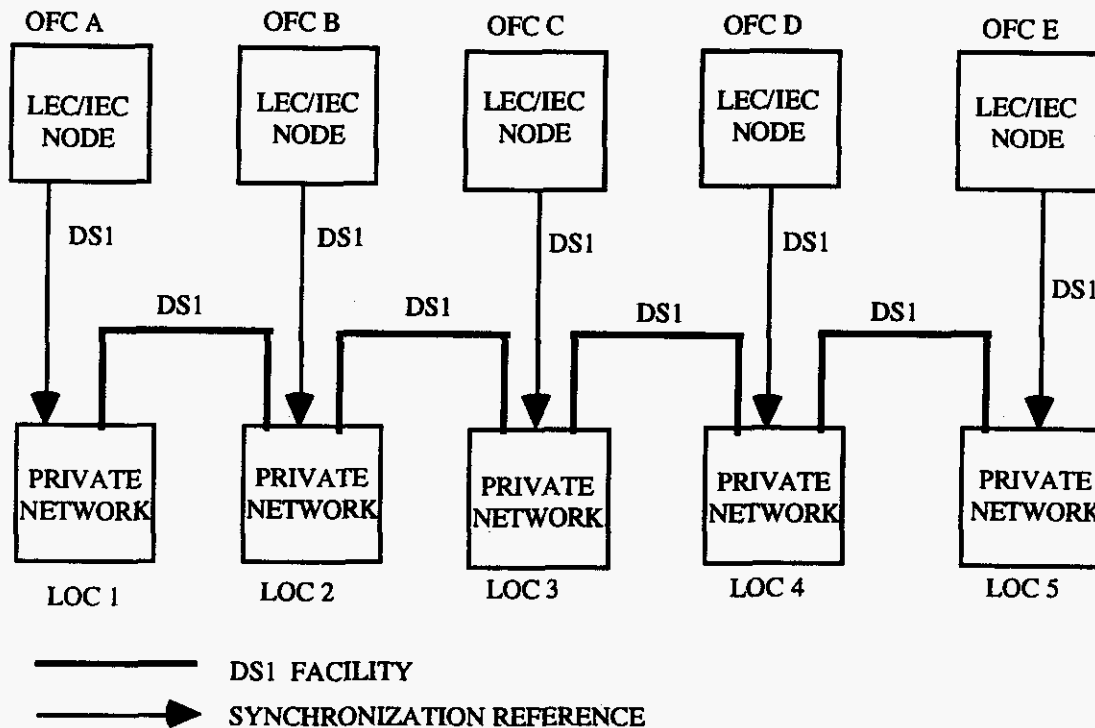 OFC A
OFC B
OFC C
OFC D
OFC E
LEC/IEC
NODE
LEC/IEC
NODE
LEC/IEC
NODE
LEC/IEC
NODE
LEC/IEC
NODE
DS1
DS1
DS1
DS1
DS1
DS1
DS1
DS1
DS1
PRIVATE
NETWORK
PRIVATE
NETWORK
PRIVATE
NETWORK
PRIVATE
NETWORK
PRIVATE
NETWORK
LOC 1
LOC 2
LOC 3
LOC 4
LOC 5
DS1 FACILITY
SYNCHRONIZATION REFERENCE